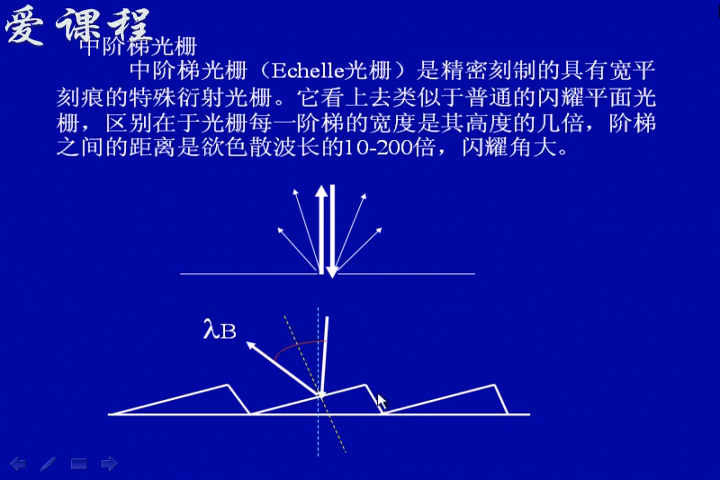 爱课程
中阶梯光栅
中阶梯光栅（Echelle光栅）是精密刻制的具有宽平
刻痕的特殊衍射光栅。它看上去类似于普通的闪耀平面光
栅，区别在于光栅每一阶梯的宽度是其高度的几倍，阶梯
之间的距离是欲色散波长的10-200倍，闪耀角大。
λB